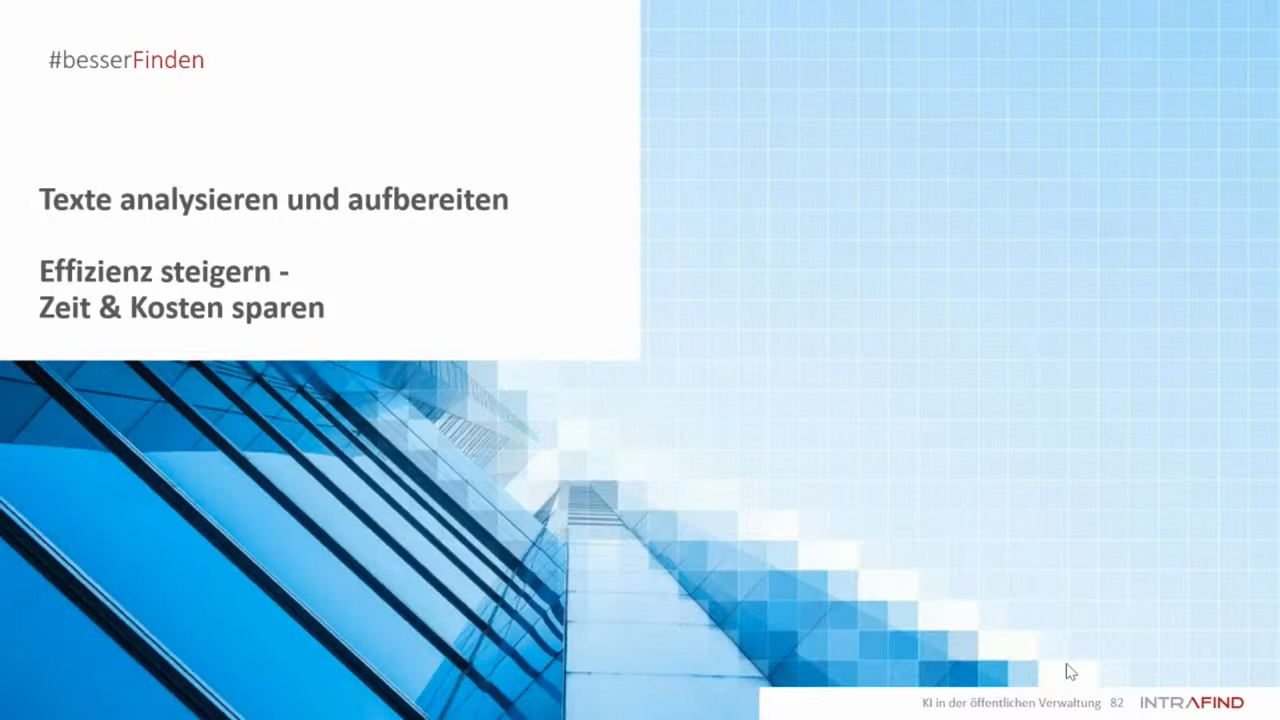 #besserFinden
Texte analysieren und aufbereiten
Effizienz steigern -
Zeit & Kosten sparen
KI in der öffentlichen Verwaltung 82 INTRAFIND